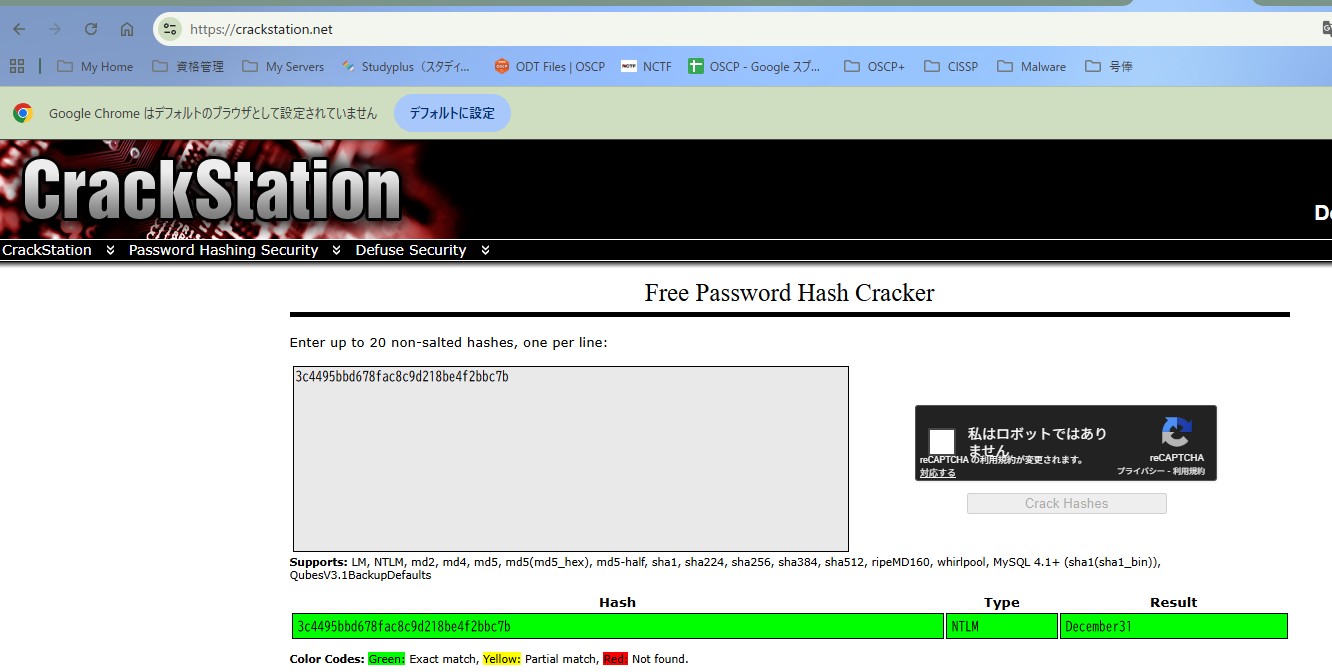 https://crackstation.net
My Home 資格管理 My Servers Studyplus（スタディ... ODT Files | OSCP NCTF NCTF OSCP - Google スプ... OSCP+ CISSP Malware 号俸
Google Chrome はデフォルトのブラウザとして設定されていません デフォルトに設定
CrackStation
CrackStation Password Hashing Security Defuse Security
Free Password Hash Cracker
Enter up to 20 non-salted hashes, one per line:
3c4495bbd678fac8c9d218be4f2bbc7b
私はロボットではあり
ません
reCAPTCHA の利用規約が変更されます。
対応する
reCAPTCHA
プライバシー - 利用規約
Crack Hashes
Supports: LM, NTLM, md2, md4, md5, md5(md5_hex), md5-half, sha1, sha224, sha256, sha384, sha512, ripeMD160, whirlpool, MySQL 4.1+ (sha1(sha1_bin)),
QubesV3.1BackupDefaults
Hash Type Result
3c4495bbd678fac8c9d218be4f2bbc7b NTLM December31
Color Codes: Green: Exact match, Yellow: Partial match, Red: Not found.